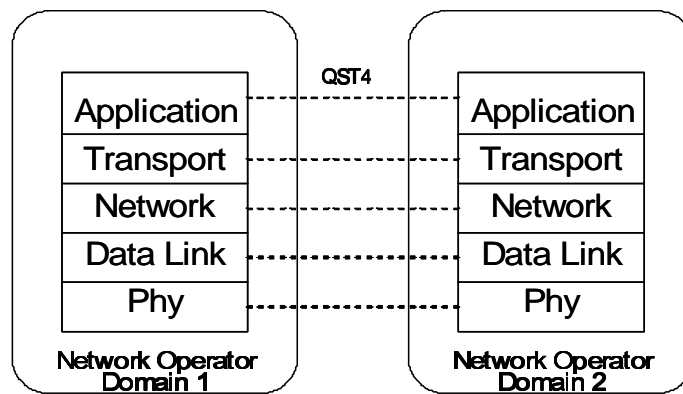 QST4
Application
Transport
Network
Data Link
Phy
Network Operator
Domain 1
Application
Transport
Network
Data Link
Phy
Network Operator
Domain 2